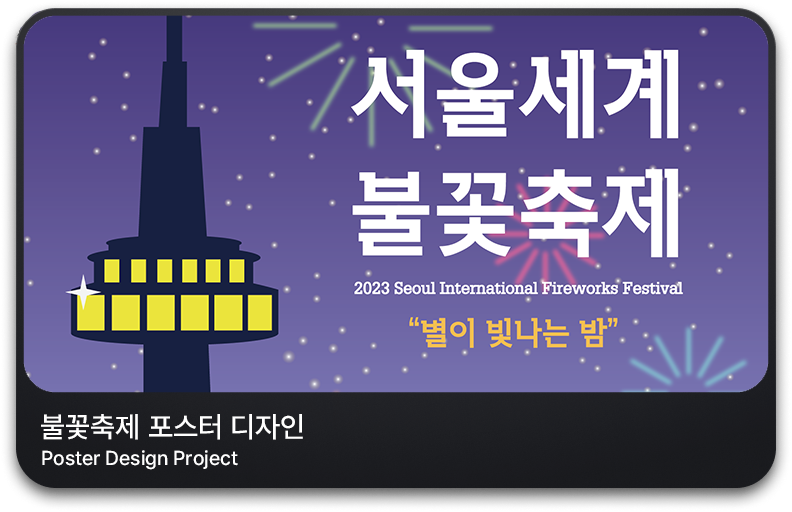 서울세계
불꽃축제
2023 Seoul International Fireworks Festival
“별이 빛나는 밤”
불꽃축제 포스터 디자인
Poster Design Project